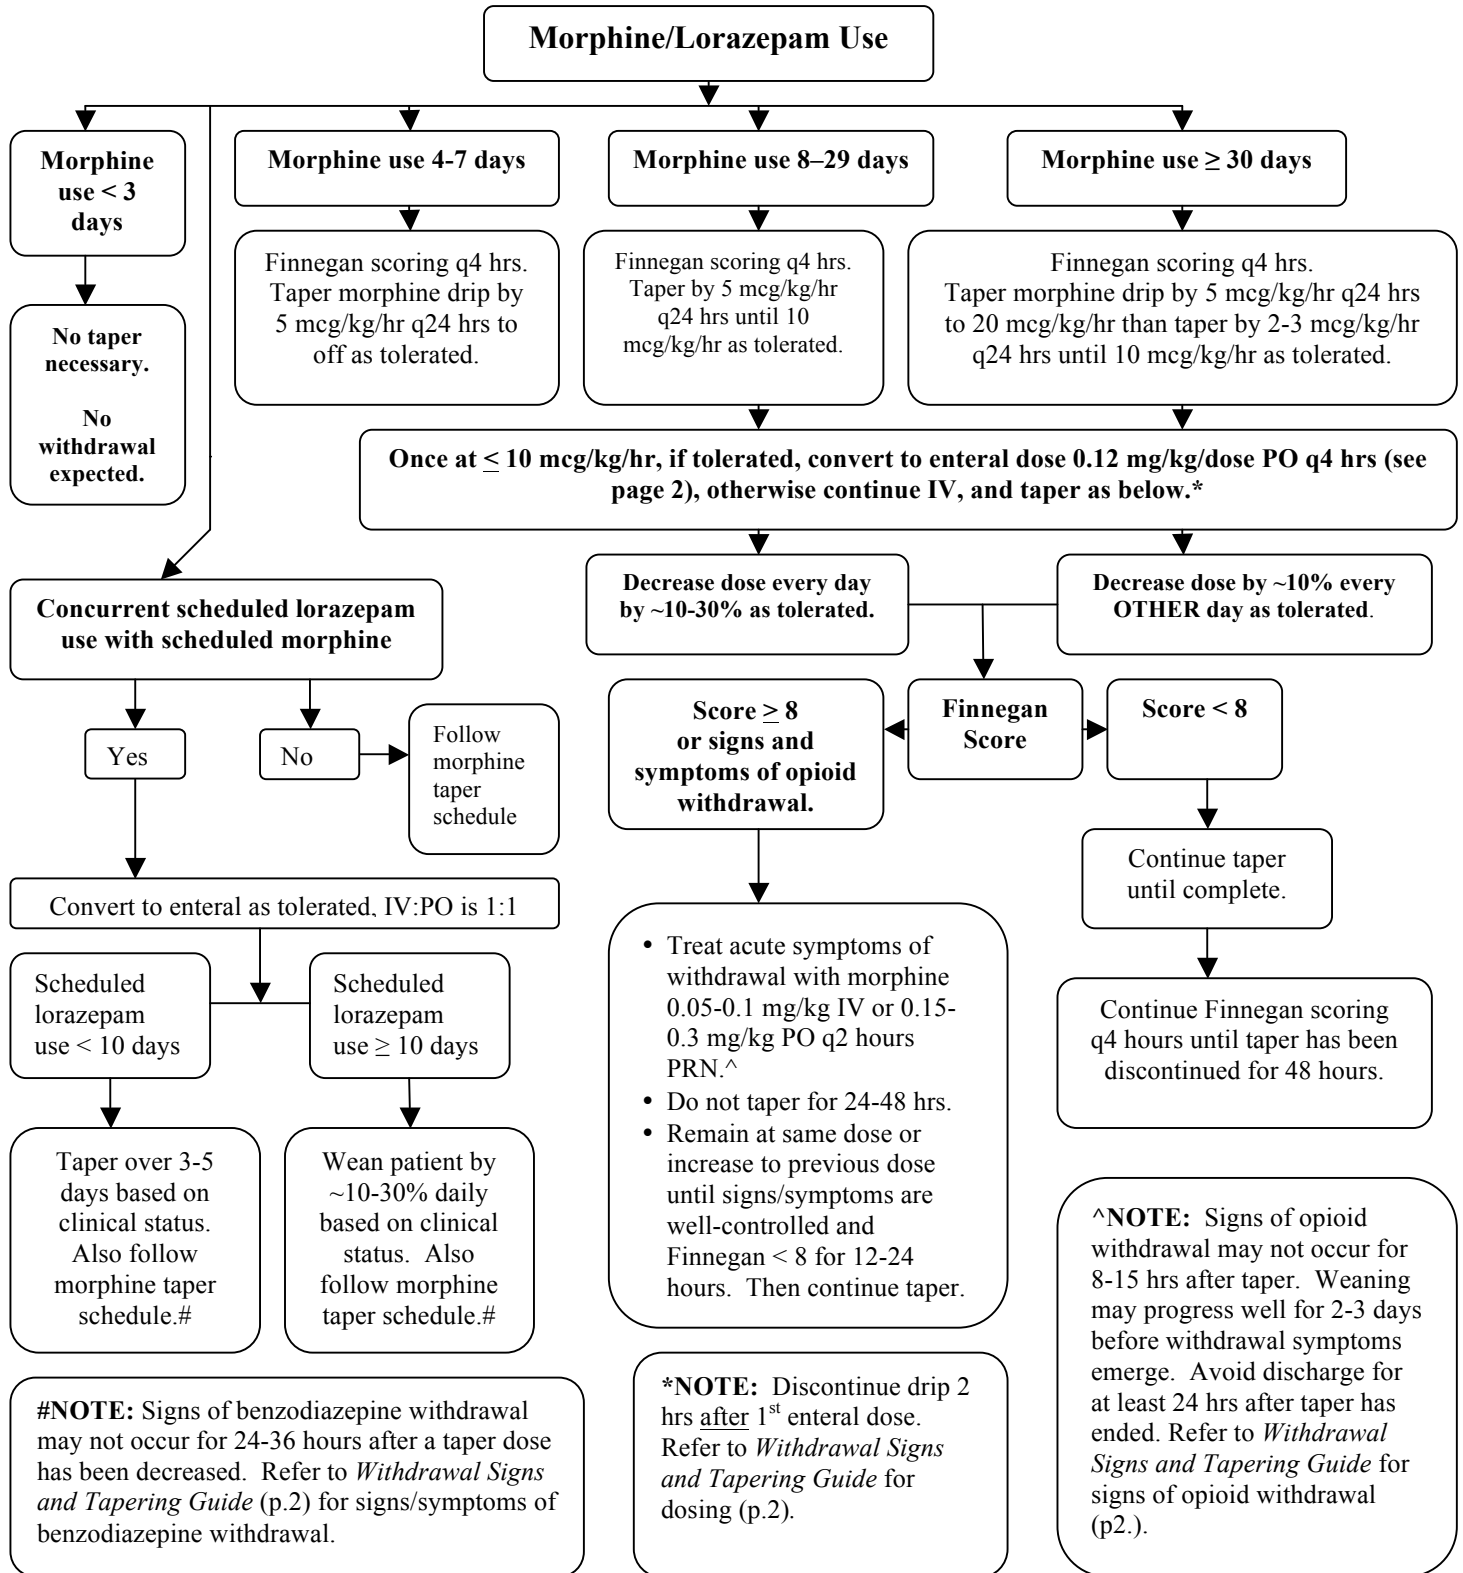 Morphine/Lorazepam Use
Morphine
use < 3
days
Morphine use 4-7 days
Morphine use 8–29 days
Morphine use ≥ 30 days
No taper
necessary.
No
withdrawal
expected.
Finnegan scoring q4 hrs.
Taper morphine drip by
5 mcg/kg/hr q24 hrs to
off as tolerated.
Finnegan scoring q4 hrs.
Taper by 5 mcg/kg/hr
q24 hrs until 10
mcg/kg/hr as tolerated.
Finnegan scoring q4 hrs.
Taper morphine drip by 5 mcg/kg/hr q24 hrs
to 20 mcg/kg/hr than taper by 2-3 mcg/kg/hr
q24 hrs until 10 mcg/kg/hr as tolerated.
Once at ≤ 10 mcg/kg/hr, if tolerated, convert to enteral dose 0.12 mg/kg/dose PO q4 hrs (see
page 2), otherwise continue IV, and taper as below.*
Decrease dose every day
by ~10-30% as tolerated.
Decrease dose by ~10% every
OTHER day as tolerated.
Concurrent scheduled lorazepam
use with scheduled morphine
Yes
No
Follow
morphine
taper
schedule
Score ≥ 8
or signs and
symptoms of opioid
withdrawal.
Finnegan
Score
Score < 8
Continue taper
until complete.
Continue Finnegan scoring
q4 hours until taper has been
discontinued for 48 hours.
Convert to enteral as tolerated, IV:PO is 1:1
Scheduled
lorazepam
use < 10 days
Scheduled
lorazepam
use ≥ 10 days
Taper over 3-5
days based on
clinical status.
Also follow
morphine taper
schedule.#
Wean patient by
~10-30% daily
based on clinical
status. Also
follow morphine
taper schedule.#
• Treat acute symptoms of
withdrawal with morphine
0.05-0.1 mg/kg IV or 0.15-
0.3 mg/kg PO q2 hours
PRN.^
• Do not taper for 24-48 hrs.
• Remain at same dose or
increase to previous dose
until signs/symptoms are
well-controlled and
Finnegan < 8 for 12-24
hours. Then continue taper.
#NOTE: Signs of benzodiazepine withdrawal
may not occur for 24-36 hours after a taper dose
has been decreased. Refer to Withdrawal Signs
and Tapering Guide (p.2) for signs/symptoms of
benzodiazepine withdrawal.
*NOTE: Discontinue drip 2
hrs after 1st enteral dose.
Refer to Withdrawal Signs
and Tapering Guide for
dosing (p.2).
^NOTE: Signs of opioid
withdrawal may not occur for
8-15 hrs after taper. Weaning
may progress well for 2-3 days
before withdrawal symptoms
emerge. Avoid discharge for
at least 24 hrs after taper has
ended. Refer to Withdrawal
Signs and Tapering Guide for
signs of opioid withdrawal
(p2.).